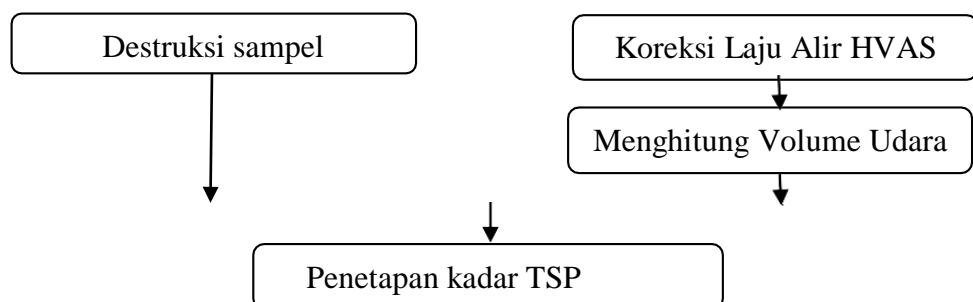 Destruksi sampel
Koreksi Laju Alir HVAS
Menghitung Volume Udara
Penetapan kadar TSP